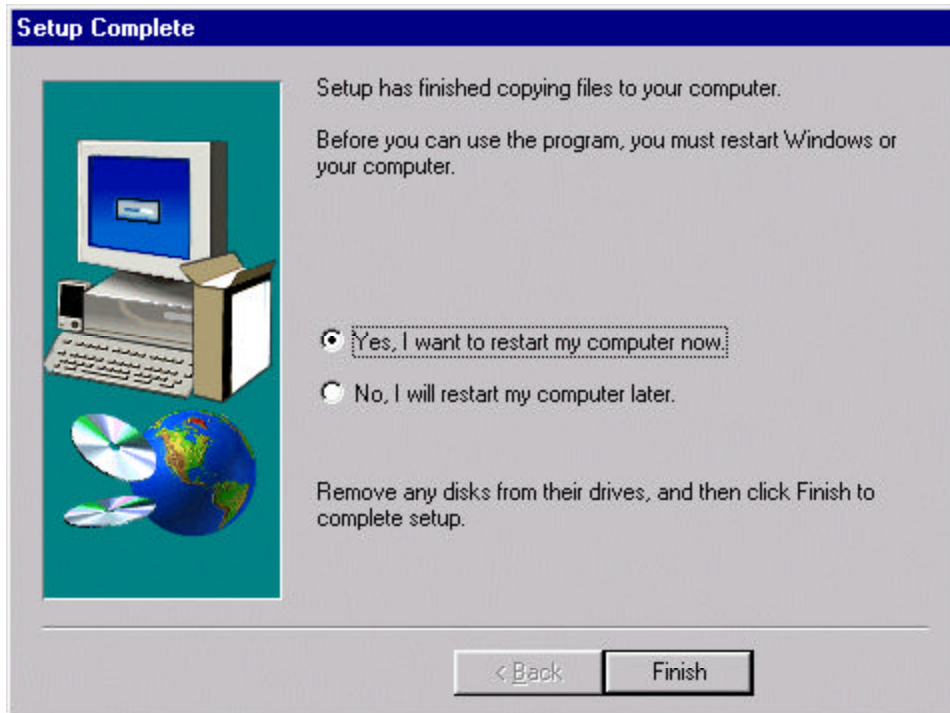 Setup Complete
Setup has finished copying files to your computer.
Before you can use the program, you must restart Windows or
your computer.
Yes, I want to restart my computer now.
No, I will restart my computer later.
Remove any disks from their drives, and then click Finish to
complete setup.
< Back
Finish